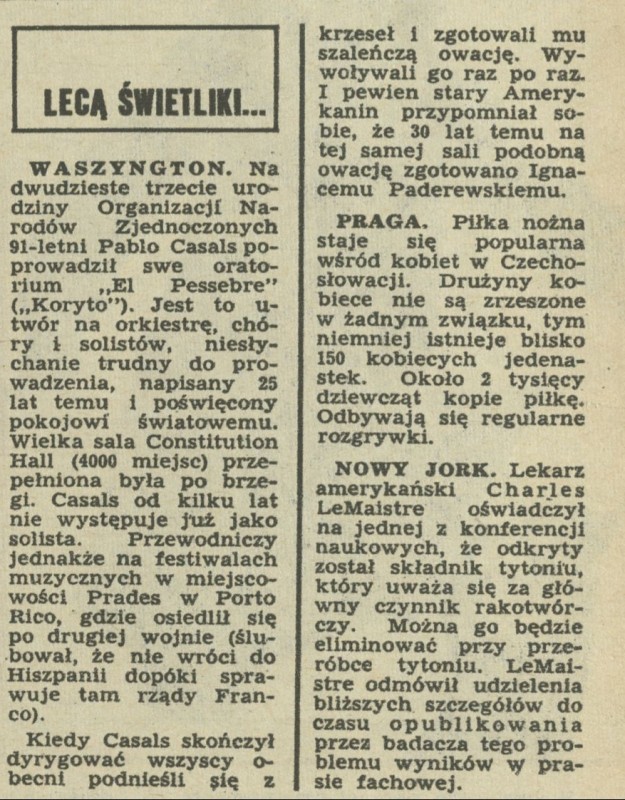 LECĄ ŚWIETLIKI...
WASZYNGTON. Na
dwudzieste trzecie uro-
dziny Organizacji Na-
rodów Zjednoczonych
91-letni Pablo Casals po-
prowadził swe orato-
rium „El Pessebre”
(„Koryto”). Jest to u-
twór na orkiestrę, chó-
ry i solistów, niesły-
chanie trudny do pro-
wadzenia, napisany 25
lat temu i poświęcony
pokojowi światowemu.
Wielka sala Constitution
Hall (4000 miejsc) prze-
pełniona była po brze-
gi. Casals od kilku lat
nie występuje już jako
solista. Przewodniczy
jednakże na festiwalach
muzycznych w miejsco-
wości Prades w Porto
Rico, gdzie osiedlił się
po drugiej wojnie (ślu-
bował, że nie wróci do
Hiszpanii dopóki spra-
wuje tam rządy Fran-
co).
Kiedy Casals skończył
dyrygować wszyscy o-
becni podnieśli się z
krzeseł i zgotowali mu
szaleńczą owację. Wy-
woływali go raz po raz.
I pewien stary Amery-
kanin przypomniał so-
bie, że 30 lat temu na
tej samej sali podobną
owację zgotowano Igna-
cemu Paderewskiemu.
PRAGA. Piłka nożna
staje się popularna
wśród kobiet w Czecho-
słowacji. Drużyny ko-
biece nie są zrzeszone
w żadnym związku, tym
niemniej istnieje blisko
150 kobiecych jedena-
stek. Około 2 tysięcy
dziewcząt kopie piłkę.
Odbywają się regularne
rozgrywki.
NOWY JORK. Lekarz
amerykański Charles
LeMaistre oświadczył
na jednej z konferencji
naukowych, że odkryty
został składnik tytoniu,
który uważa się za głó-
wny czynnik rakotwór-
czy. Można go będzie
eliminować przy prze-
róbce tytoniu. LeMai-
stre odmówił udzielenia
bliższych szczegółów do
czasu opublikowania
przez badacza tego pro-
blemu wyników w pra-
sie fachowej.